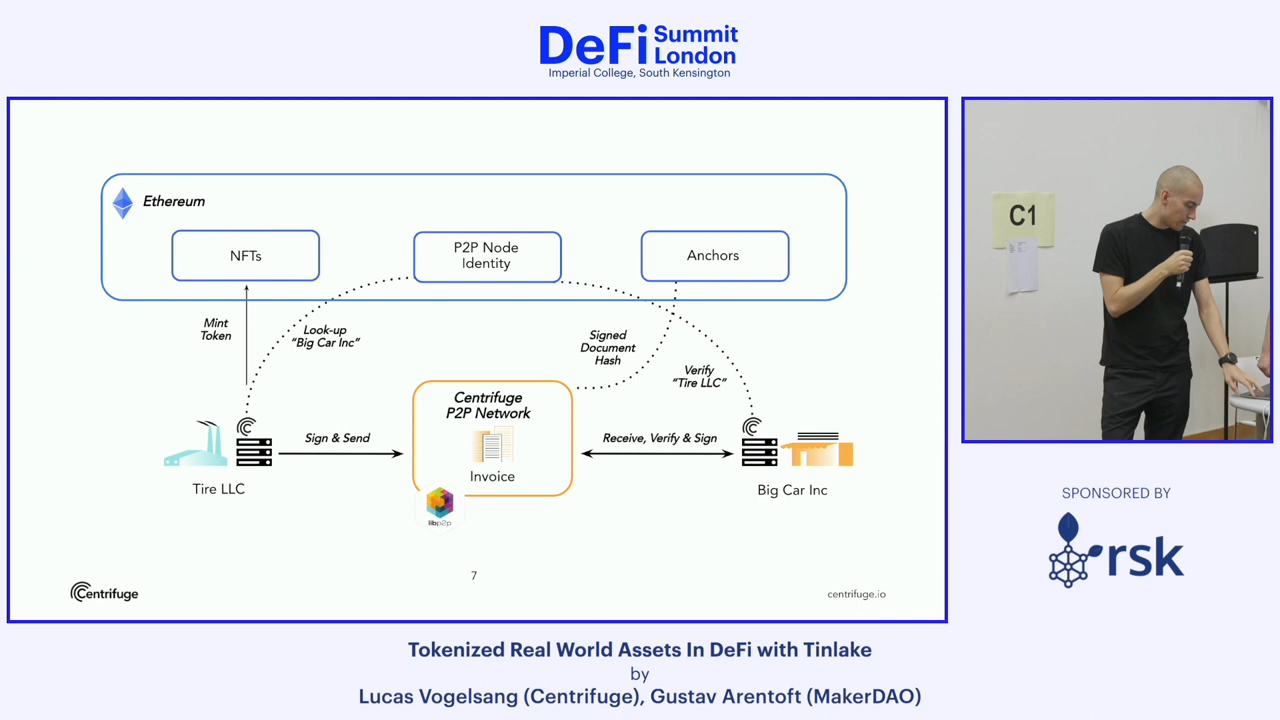 DeFi Summit
London
Imperial College, South Kensington
Ethereum
NFTs
P2P Node
Identity
Anchors
Mint
Token
Look-up
"Big Car Inc"
Signed
Document
Hash
Verify
"Tire LLC"
Centrifuge
P2P Network
Invoice
Sign & Send
Receive, Verify & Sign
Tire LLC
Big Car Inc
libp2p
7
Centrifuge
centrifuge.io
C1
SPONSORED BY
rsk
Tokenized Real World Assets In DeFi with Tinlake
by
Lucas Vogelsang (Centrifuge), Gustav Arentoft (MakerDAO)